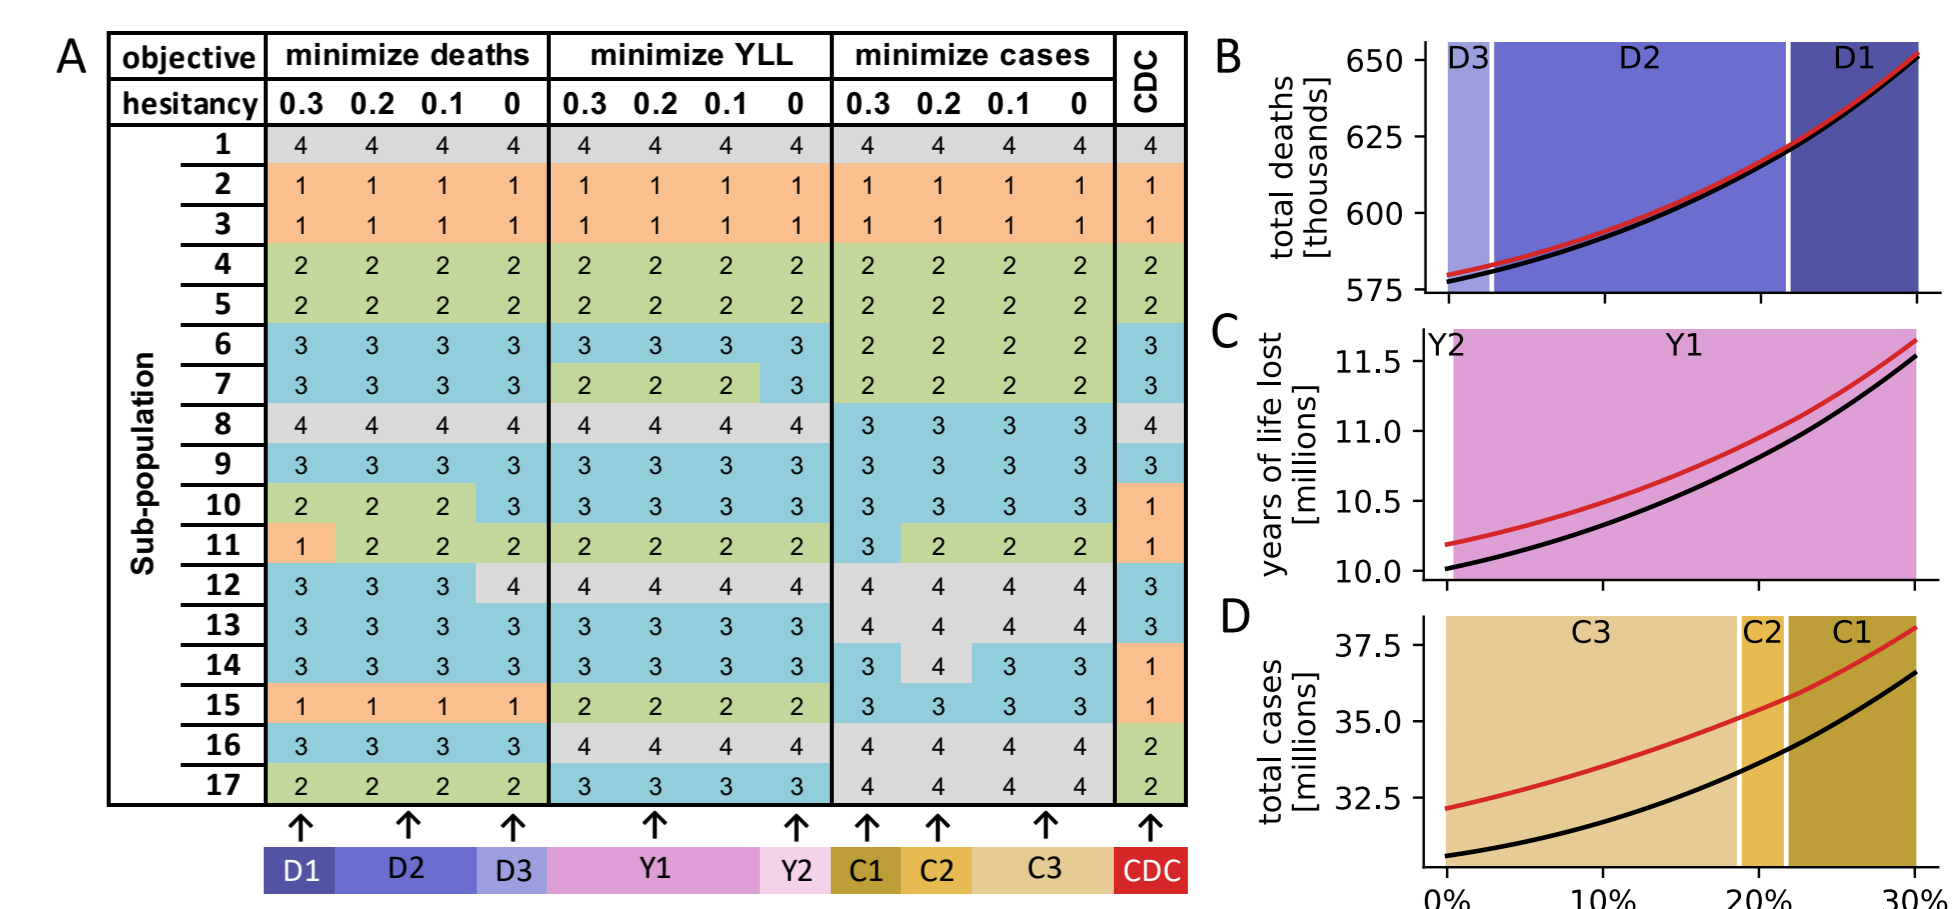 A
objective minimize deaths minimize YLL minimize cases CDC
hesitancy 0.3 0.2 0.1 0 0.3 0.2 0.1 0 0.3 0.2 0.1 0
Sub-population
1 4 4 4 4 4 4 4 4 4 4 4 4 4
2 1 1 1 1 1 1 1 1 1 1 1 1 1
3 1 1 1 1 1 1 1 1 1 1 1 1 1
4 2 2 2 2 2 2 2 2 2 2 2 2 2
5 2 2 2 2 2 2 2 2 2 2 2 2 2
6 3 3 3 3 3 3 3 3 2 2 2 2 3
7 3 3 3 3 2 2 2 3 2 2 2 2 3
8 4 4 4 4 4 4 4 4 3 3 3 3 4
9 3 3 3 3 3 3 3 3 3 3 3 3 3
10 2 2 2 3 3 3 3 3 3 3 3 3 1
11 1 2 2 2 2 2 2 2 3 2 2 2 1
12 3 3 3 4 4 4 4 4 4 4 4 4 3
13 3 3 3 3 3 3 3 3 4 4 4 4 3
14 3 3 3 3 3 3 3 3 3 4 3 3 1
15 1 1 1 1 2 2 2 2 3 3 3 3 1
16 3 3 3 3 4 4 4 4 4 4 4 4 2
17 2 2 2 2 3 3 3 3 4 4 4 4 2
↑ ↑ ↑ ↑ ↑ ↑ ↑ ↑ ↑
D1 D2 D3 Y1 Y2 C1 C2 C3 CDC
B
total deaths
[thousands]
650
625
600
575
D3 D2 D1
C
years of life lost
[millions]
11.5
11.0
10.5
10.0
Y2 Y1
D
total cases
[millions]
37.5
35.0
32.5
C3 C2 C1
0% 10% 20% 30%